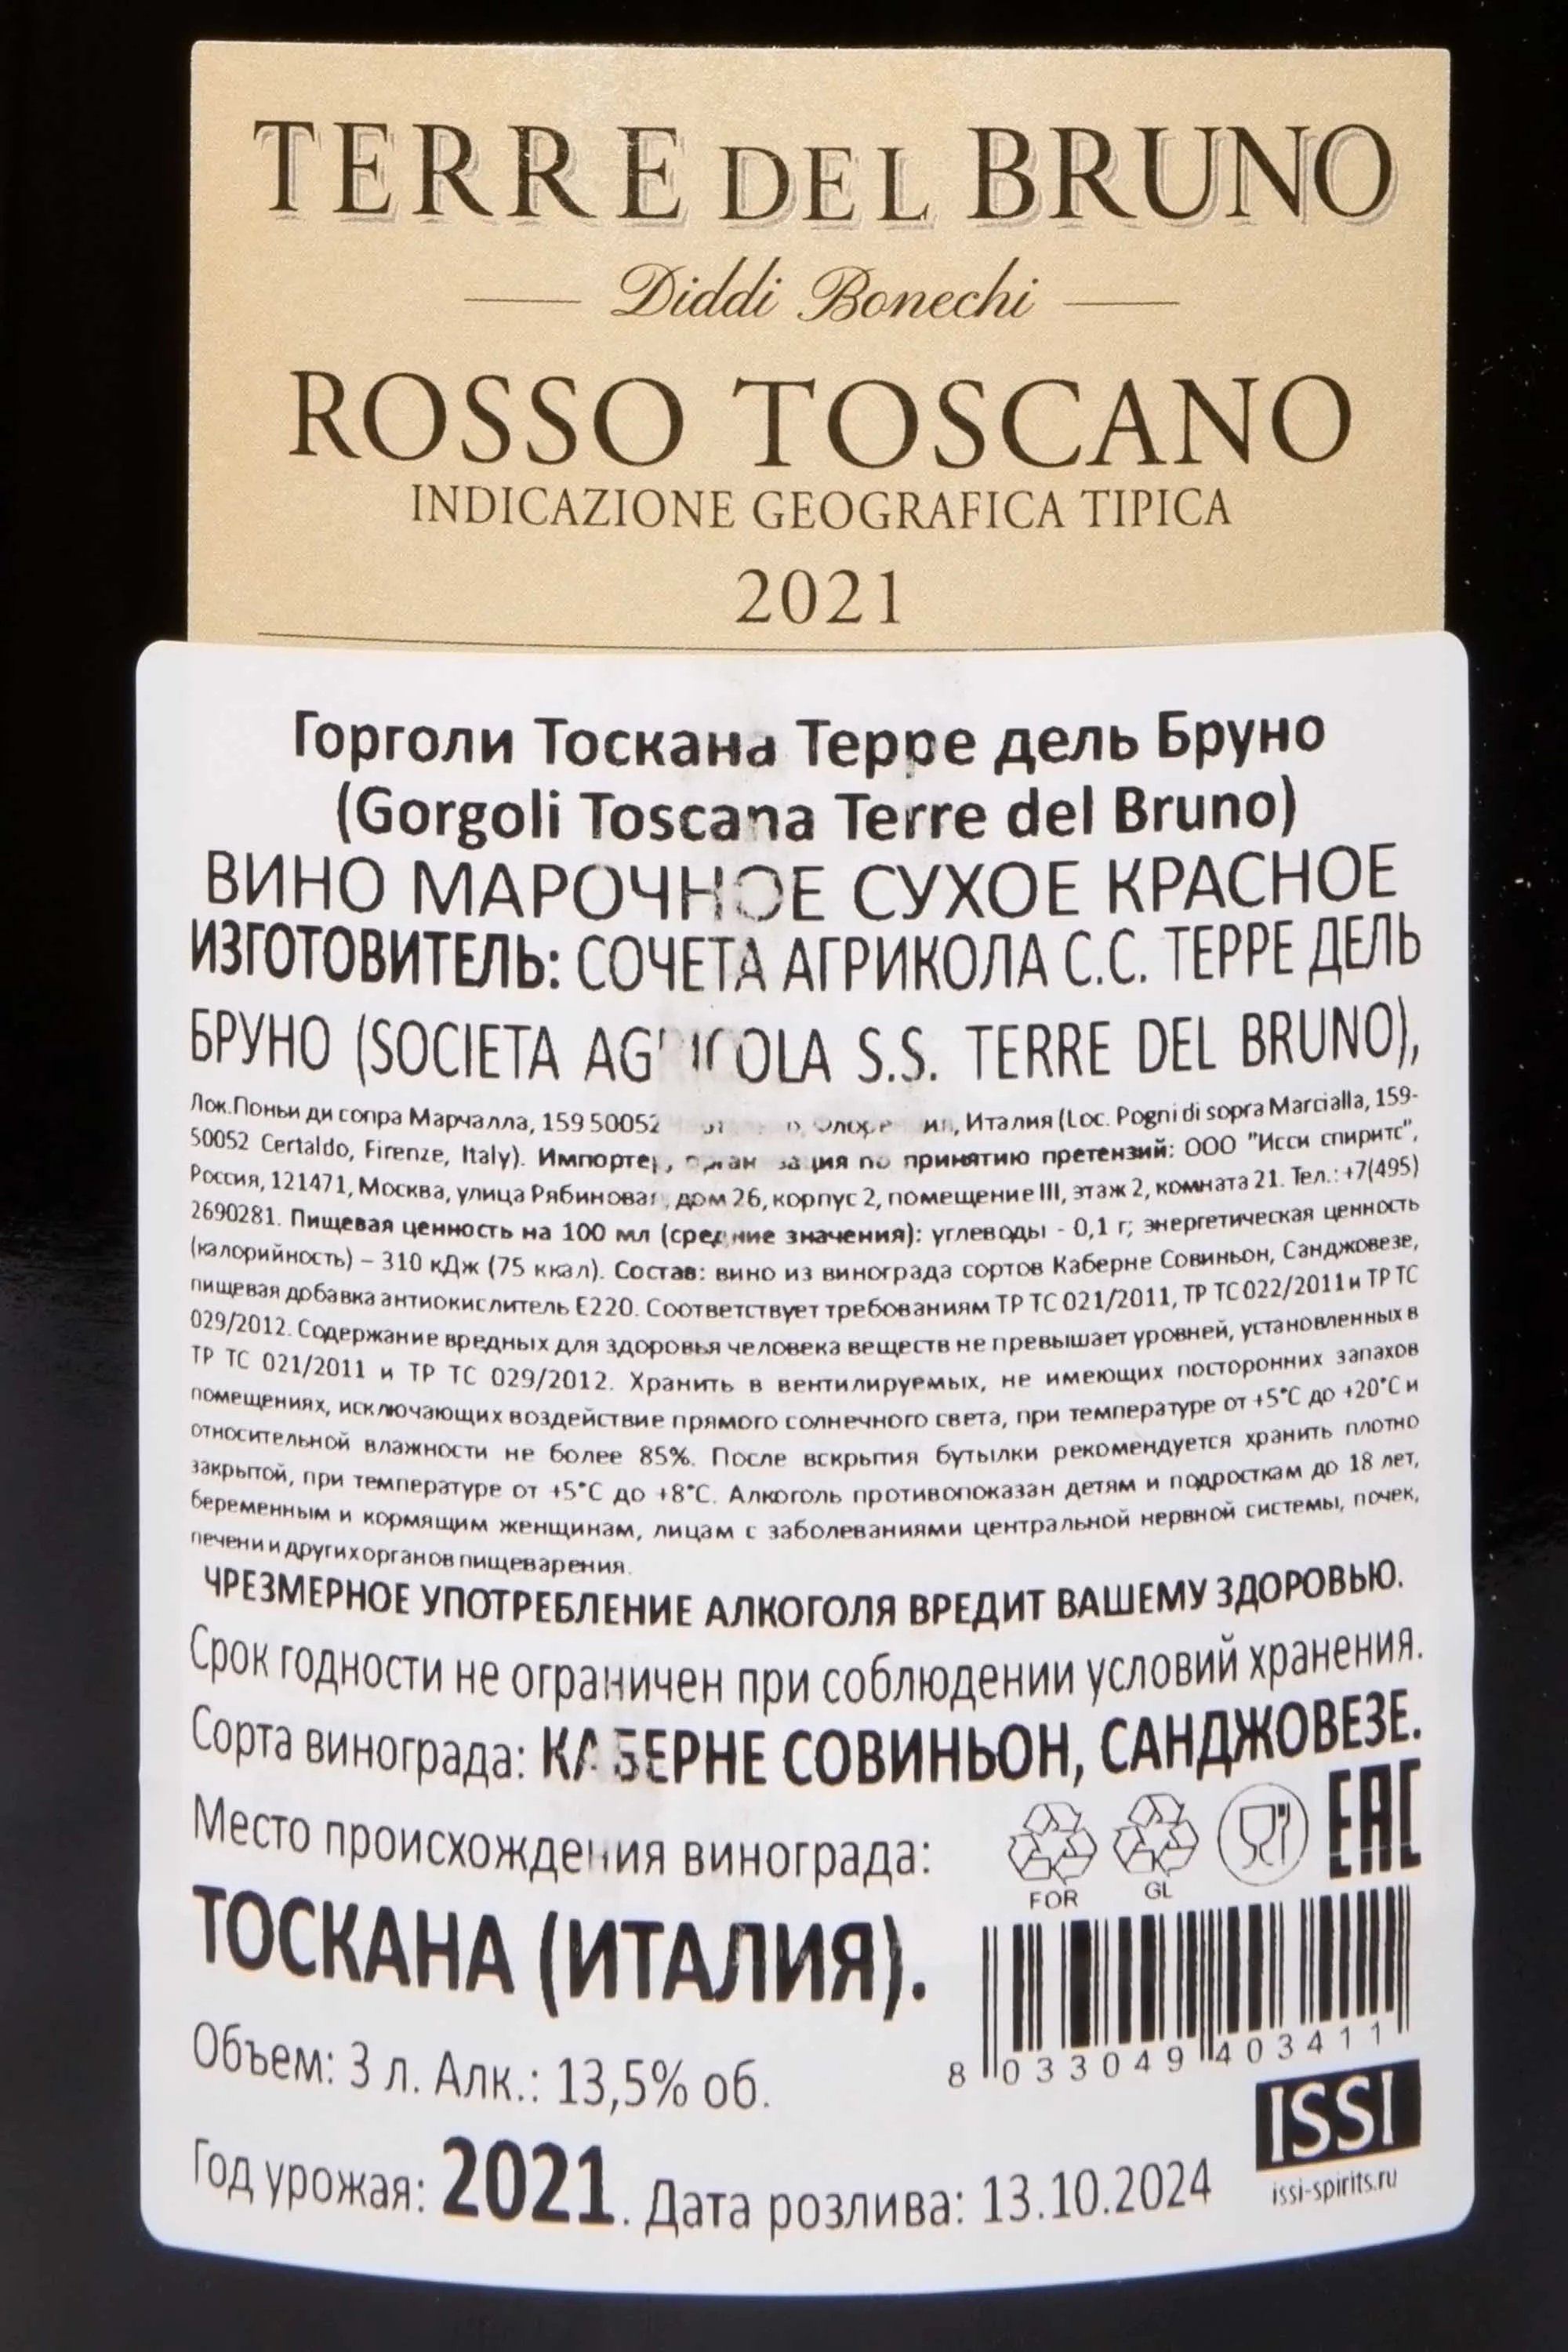 TERRE DEL BRUNO
Diddi Bonechi
ROSSO TOSCANO
INDICAZIONE GEOGRAFICA TIPICA
2021
Горголи Тоскана Терре дель Бруно
(Gorgoli Toscana Terre del Bruno)
ВИНО МАРОЧНОЕ СУХОЕ КРАСНОЕ
ИЗГОТОВИТЕЛЬ: СОЧЕТА АГРИКОЛА С.С. ТЕРРЕ ДЕЛЬ
БРУНО (SOCIETA AGRICOLA S.S. TERRE DEL BRUNO),
Лок.Поньи ди сопра Марчалла, 159 50052 Италия (Loc. Pogni di sopra Marcialla, 159-
50052 Certaldo, Firenze, Italy). Импортер, организация по принятию претензий: ООО "Исси спиритс",
Россия, 121471, Москва, улица Рябиновая, дом 26, корпус 2, помещение III, этаж 2, комната 21. Тел.: +7(495)
2690281. Пищевая ценность на 100 мл (средние значения): углеводы - 0,1 г; энергетическая ценность
(калорийность) – 310 кДж (75 ккал). Состав: вино из винограда сортов Каберне Совиньон, Санджовезе,
пищевая добавка антиокислитель Е220. Соответствует требованиям ТР ТС 021/2011, ТР ТС 022/2011 и ТР ТС
029/2012. Содержание вредных для здоровья человека веществ не превышает уровней, установленных в
ТР ТС 021/2011 и ТР ТС 029/2012. Хранить в вентилируемых, не имеющих посторонних запахов
помещениях, исключающих воздействие прямого солнечного света, при температуре от +5°С до +20°С и
относительной влажности не более 85%. После вскрытия бутылки рекомендуется хранить плотно
закрытой, при температуре от +5°С до +8°С. Алкоголь противопоказан детям и подросткам до 18 лет,
беременным и кормящим женщинам, лицам с заболеваниями центральной нервной системы, почек,
печени и других органов пищеварения.
ЧРЕЗМЕРНОЕ УПОТРЕБЛЕНИЕ АЛКОГОЛЯ ВРЕДИТ ВАШЕМУ ЗДОРОВЬЮ.
Срок годности не ограничен при соблюдении условий хранения.
Сорта винограда: КАБЕРНЕ СОВИНЬОН, САНДЖОВЕЗЕ.
Место происхождения винограда:
ТОСКАНА (ИТАЛИЯ).
FOR
GL
EAC
8 033049 403411
Объем: 3 л. Алк.: 13,5% об.
ISSI
issi-spirits.ru
Год урожая: 2021. Дата розлива: 13.10.2024